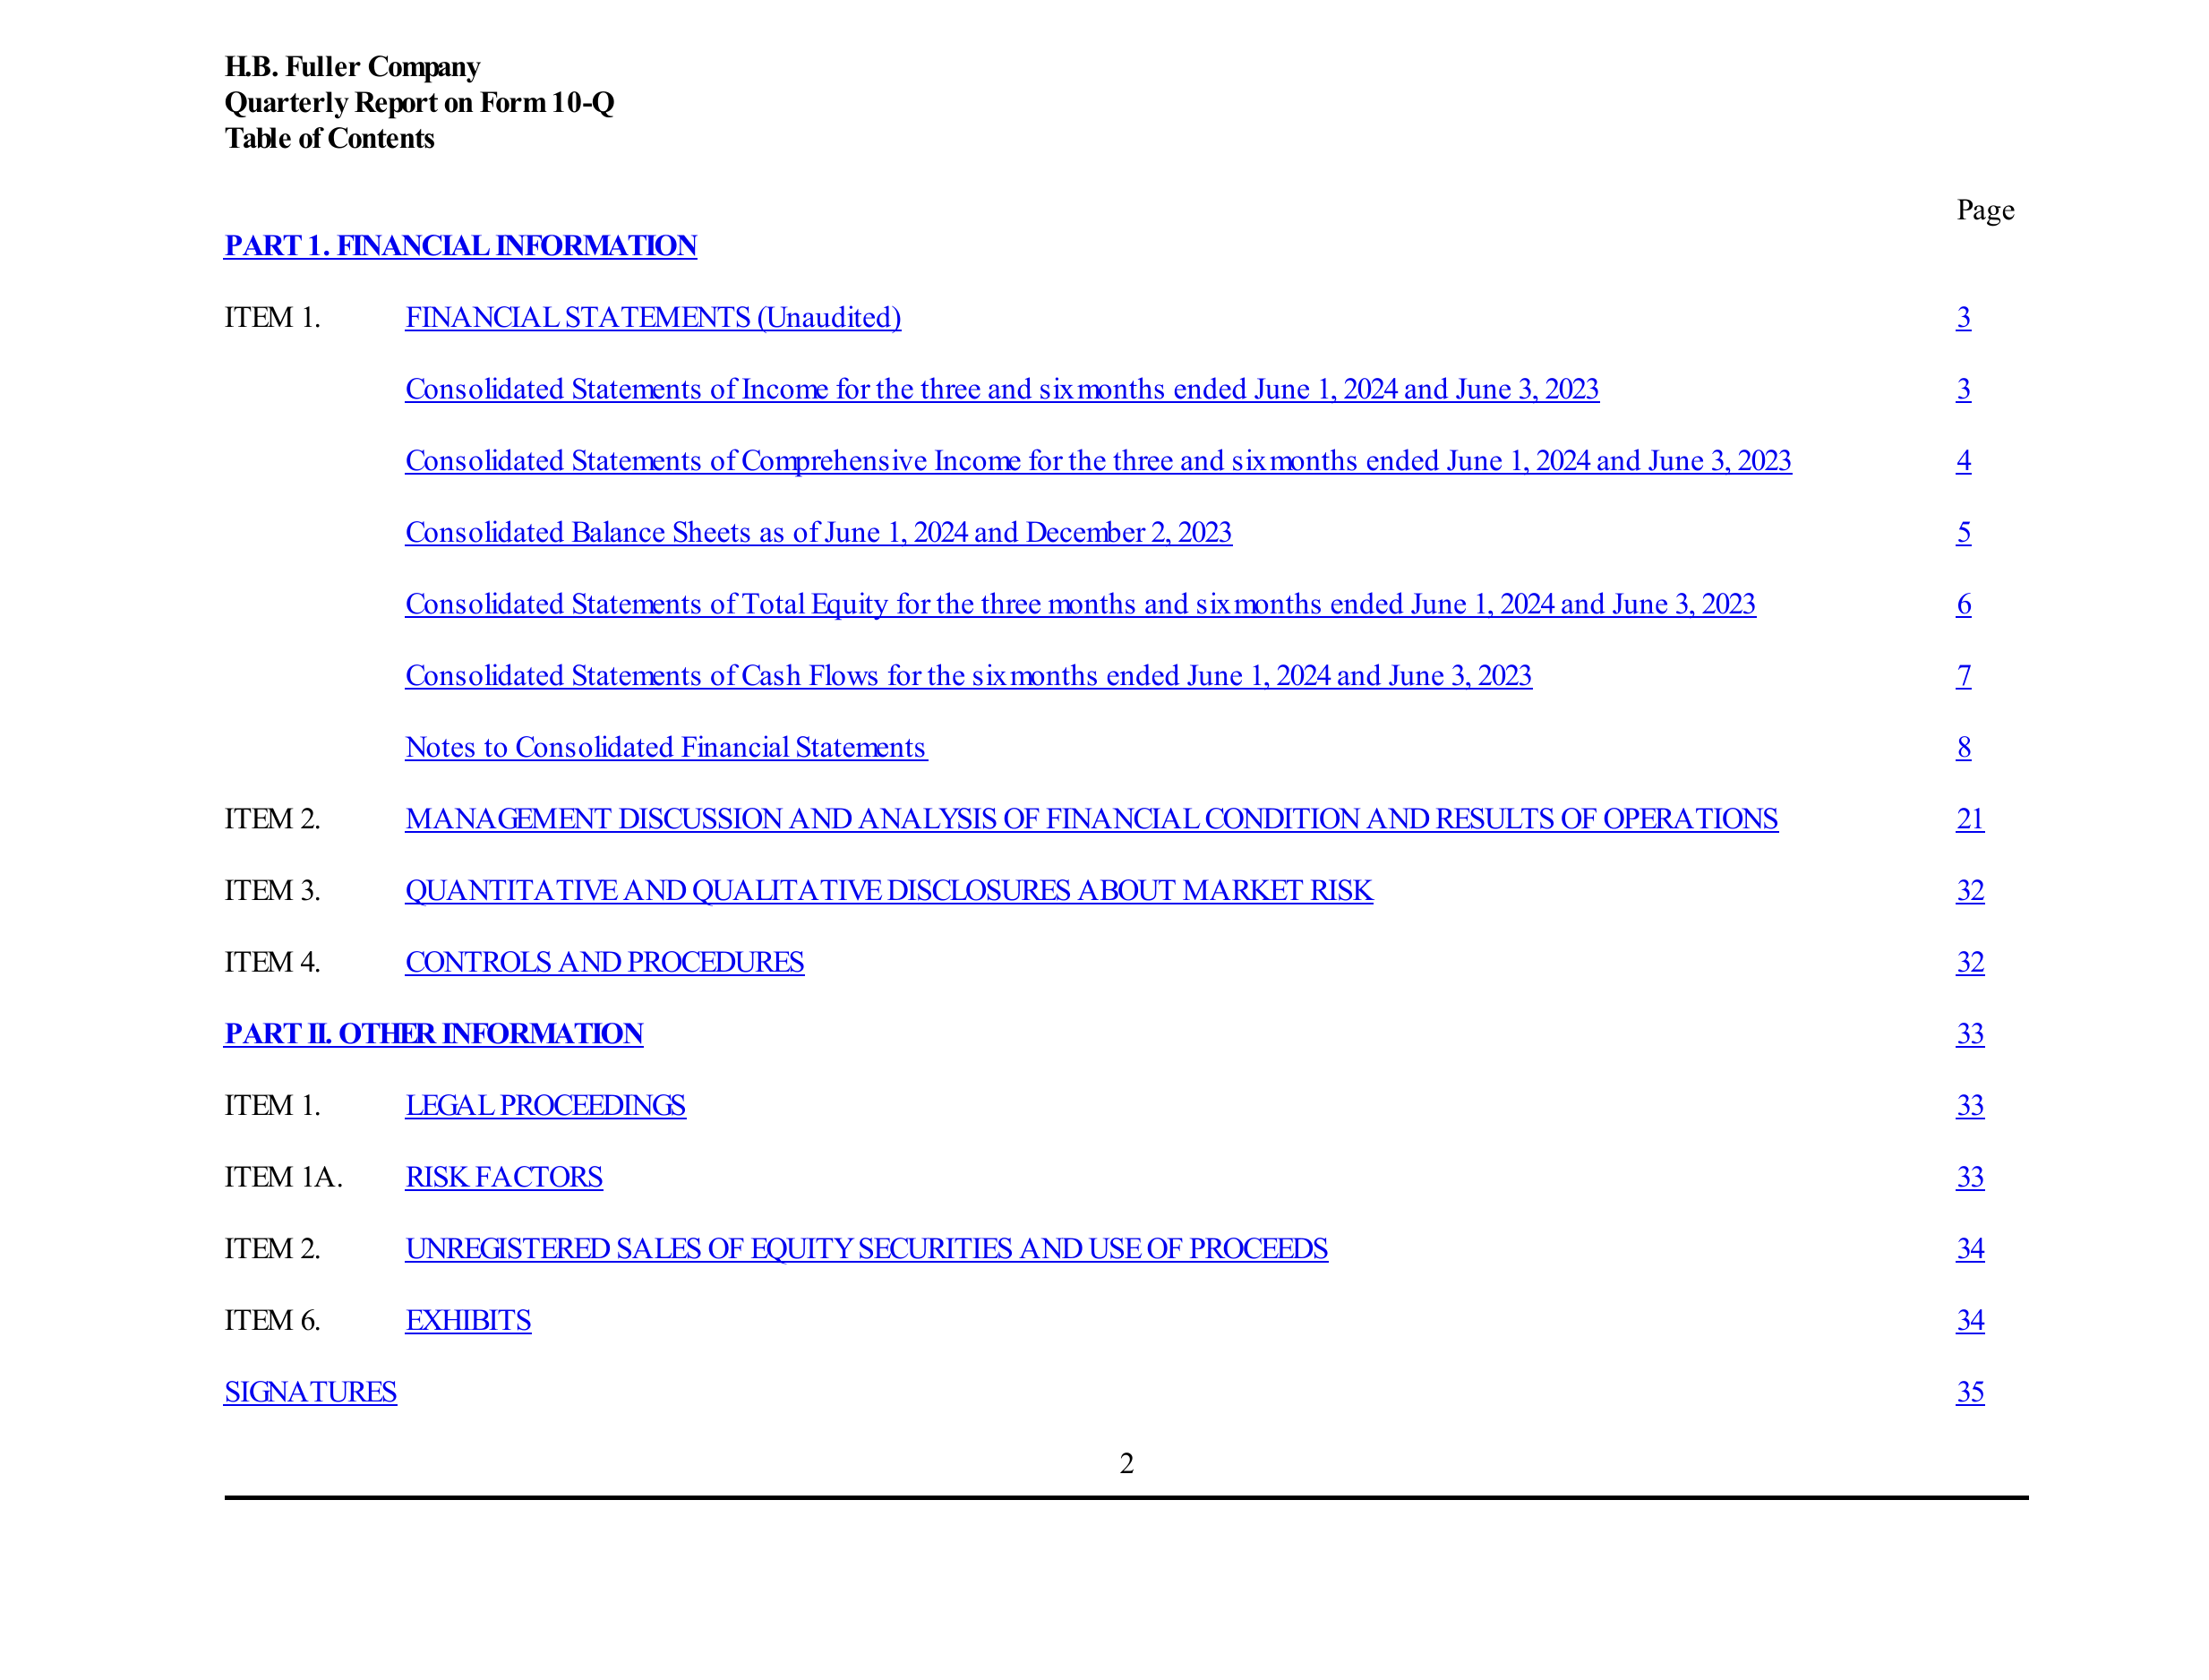 H.B. Fuller Company
Quarterly Report on Form 10-Q
Table of Contents
Page
PART 1. FINANCIAL INFORMATION
ITEM 1. FINANCIAL STATEMENTS (Unaudited) 3
Consolidated Statements of Income for the three and six months ended June 1, 2024 and June 3, 2023 3
Consolidated Statements of Comprehensive Income for the three and six months ended June 1, 2024 and June 3, 2023 4
Consolidated Balance Sheets as of June 1, 2024 and December 2, 2023 5
Consolidated Statements of Total Equity for the three months and six months ended June 1, 2024 and June 3, 2023 6
Consolidated Statements of Cash Flows for the six months ended June 1, 2024 and June 3, 2023 7
Notes to Consolidated Financial Statements 8
ITEM 2. MANAGEMENT DISCUSSION AND ANALYSIS OF FINANCIAL CONDITION AND RESULTS OF OPERATIONS 21
ITEM 3. QUANTITATIVE AND QUALITATIVE DISCLOSURES ABOUT MARKET RISK 32
ITEM 4. CONTROLS AND PROCEDURES 32
PART II. OTHER INFORMATION 33
ITEM 1. LEGAL PROCEEDINGS 33
ITEM 1A. RISK FACTORS 33
ITEM 2. UNREGISTERED SALES OF EQUITY SECURITIES AND USE OF PROCEEDS 34
ITEM 6. EXHIBITS 34
SIGNATURES 35
2